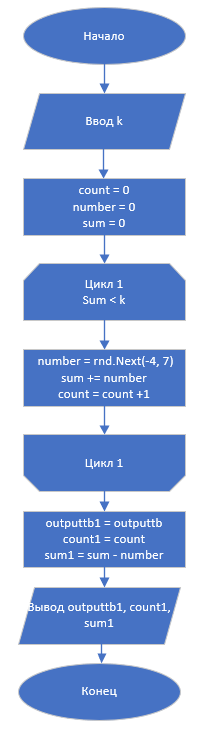 Начало
Ввод k
count = 0
number = 0
sum = 0
Цикл 1
Sum < k
number = rnd.Next(-4, 7)
sum += number
count = count +1
Цикл 1
outputtb1 = outputtb
count1 = count
sum1 = sum - number
Вывод outputtb1, count1,
sum1
Конец